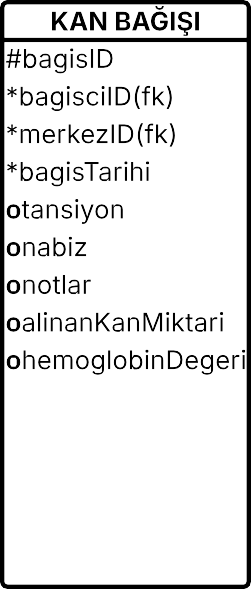 KAN BAĞIŞI
#bagisID
*bagisciID(fk)
*merkezID(fk)
*bagisTarihi
otansiyon
onabiz
onotlar
oalinanKanMiktari
ohemoglobinDegeri